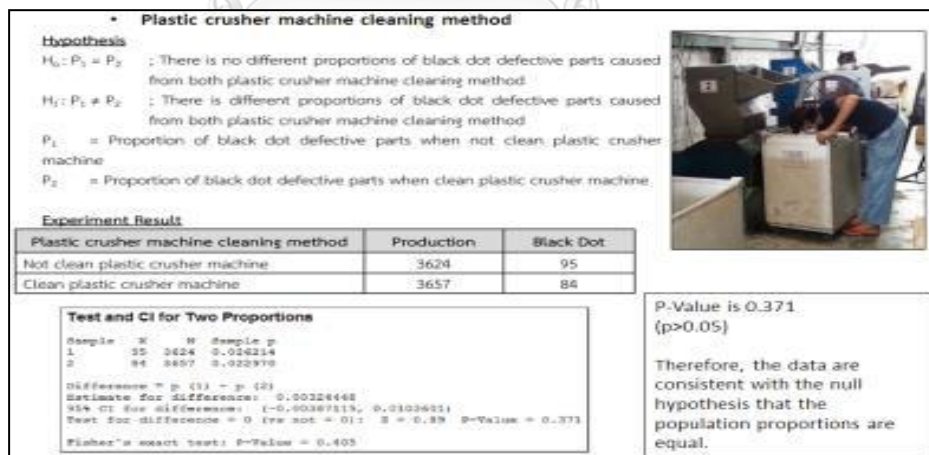 • Plastic crusher machine cleaning method
Hypothesis
H₀ : P₁ = P₂ ; There is no different proportions of black dot defective parts caused
from both plastic crusher machine cleaning method
H₁ : P₁ ≠ P₂ ; There is different proportions of black dot defective parts caused
from both plastic crusher machine cleaning method
P₁ = Proportion of black dot defective parts when not clean plastic crusher
machine
P₂ = Proportion of black dot defective parts when clean plastic crusher machine
Experiment Result
Plastic crusher machine cleaning method Production Black Dot
Not clean plastic crusher machine 3624 95
Clean plastic crusher machine 3657 84
Test and CI for Two Proportions
Sample X N Sample p
1 95 3624 0.026214
2 84 3657 0.022970
Difference = p (1) - p (2)
Estimate for difference: 0.00324448
95% CI for difference: (-0.00387115, 0.0103601)
Test for difference = 0 (vs not = 0): Z = 0.89 P-Value = 0.371
Fisher's exact test: P-Value = 0.405
P-Value is 0.371
(p>0.05)
Therefore, the data are
consistent with the null
hypothesis that the
population proportions are
equal.